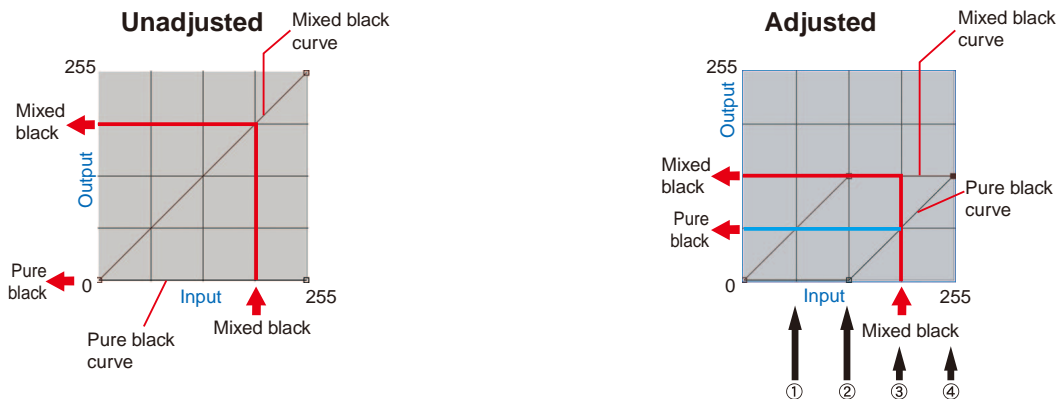 Unadjusted
Mixed black
curve
255
Mixed
black
Output
Pure
black
0
Input
255
Mixed black
Pure black
curve
Adjusted
Mixed black
curve
255
Output
Mixed
black
Pure black
curve
Pure
black
0
Input
255
Mixed black
① ② ③ ④